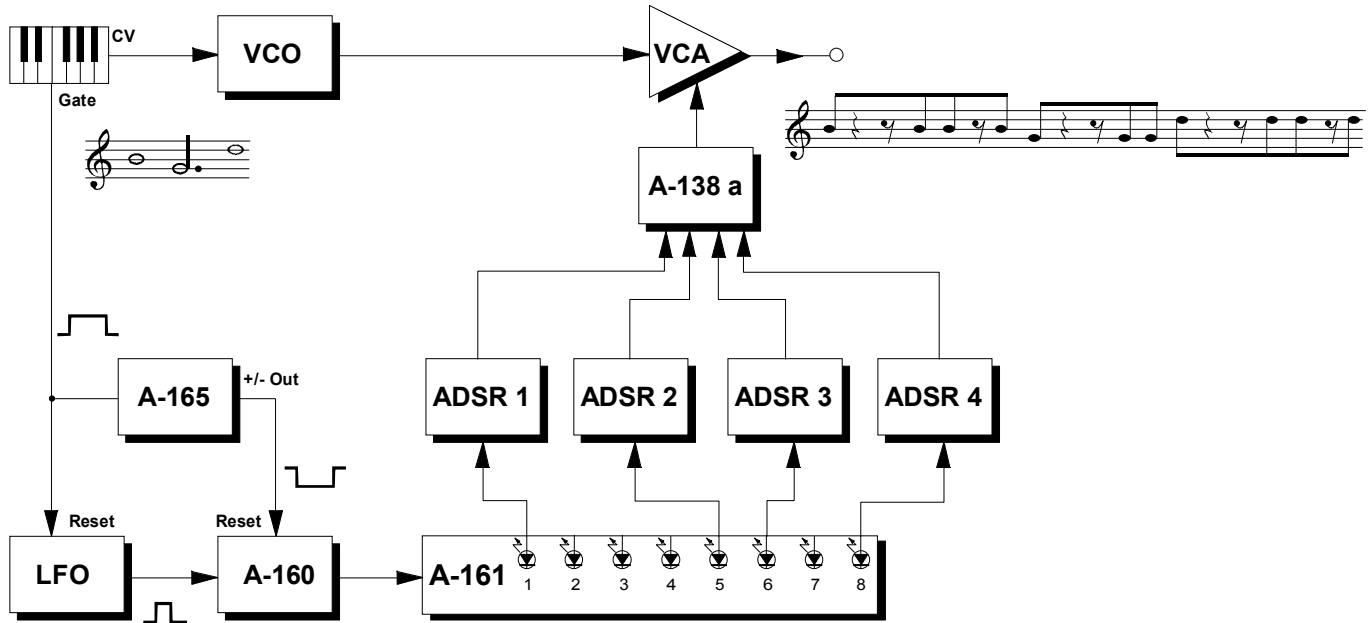 CV
VCO
VCA
Gate
A-138 a
A-165
+/- Out
ADSR 1
ADSR 2
ADSR 3
ADSR 4
Reset
Reset
LFO
A-160
A-161
1 2 3 4 5 6 7 8